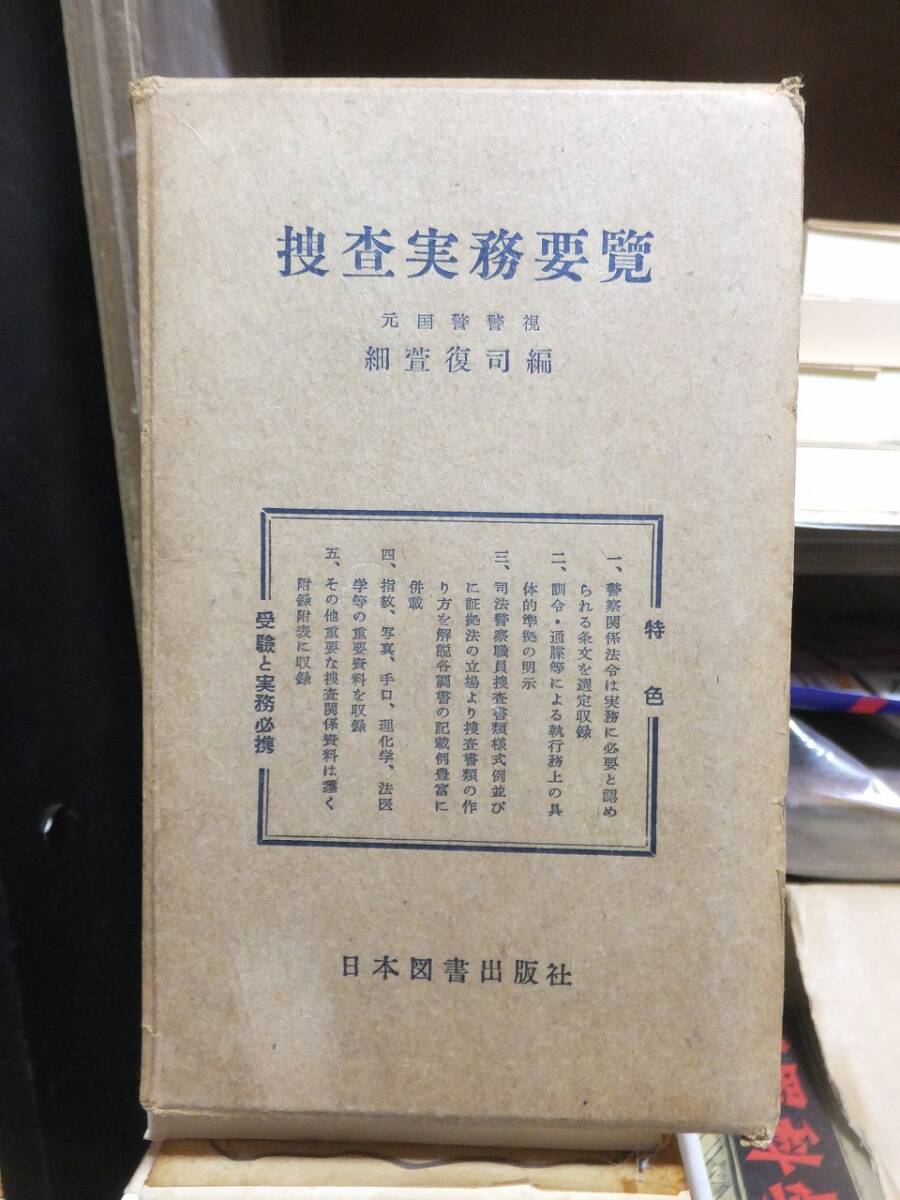 捜査実務要覽
元国警警視
細萱復司編
特色
一、警察関係法令は実務に必要と認め
られる条文を選定収録
二、訓令・通牒等による執行務上の具
体的準拠の明示
三、司法警察職員捜査書類様式例並び
に証拠法の立場より捜査書類の作
り方を解説各調書の記載例豊富に
併載
四、指紋、写真、手口、理化学、法医
学等の重要資料を収録
五、その他重要な捜査関係資料は悉く
附録附表に収録
受験と実務必携
日本図書出版社